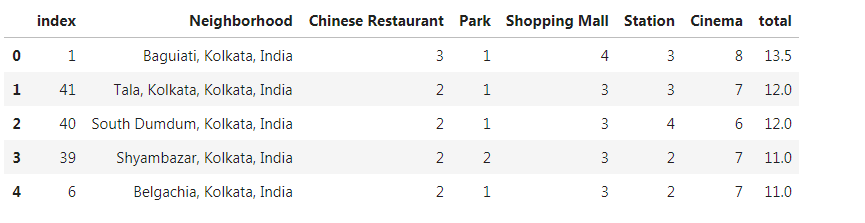 index Neighborhood Chinese Restaurant Park Shopping Mall Station Cinema total
0 1 Baguiati, Kolkata, India 3 1 4 3 8 13.5
1 41 Tala, Kolkata, Kolkata, India 2 1 3 3 7 12.0
2 40 South Dumdum, Kolkata, India 2 1 3 4 6 12.0
3 39 Shyambazar, Kolkata, India 2 2 3 2 7 11.0
4 6 Belgachia, Kolkata, India 2 1 3 2 7 11.0